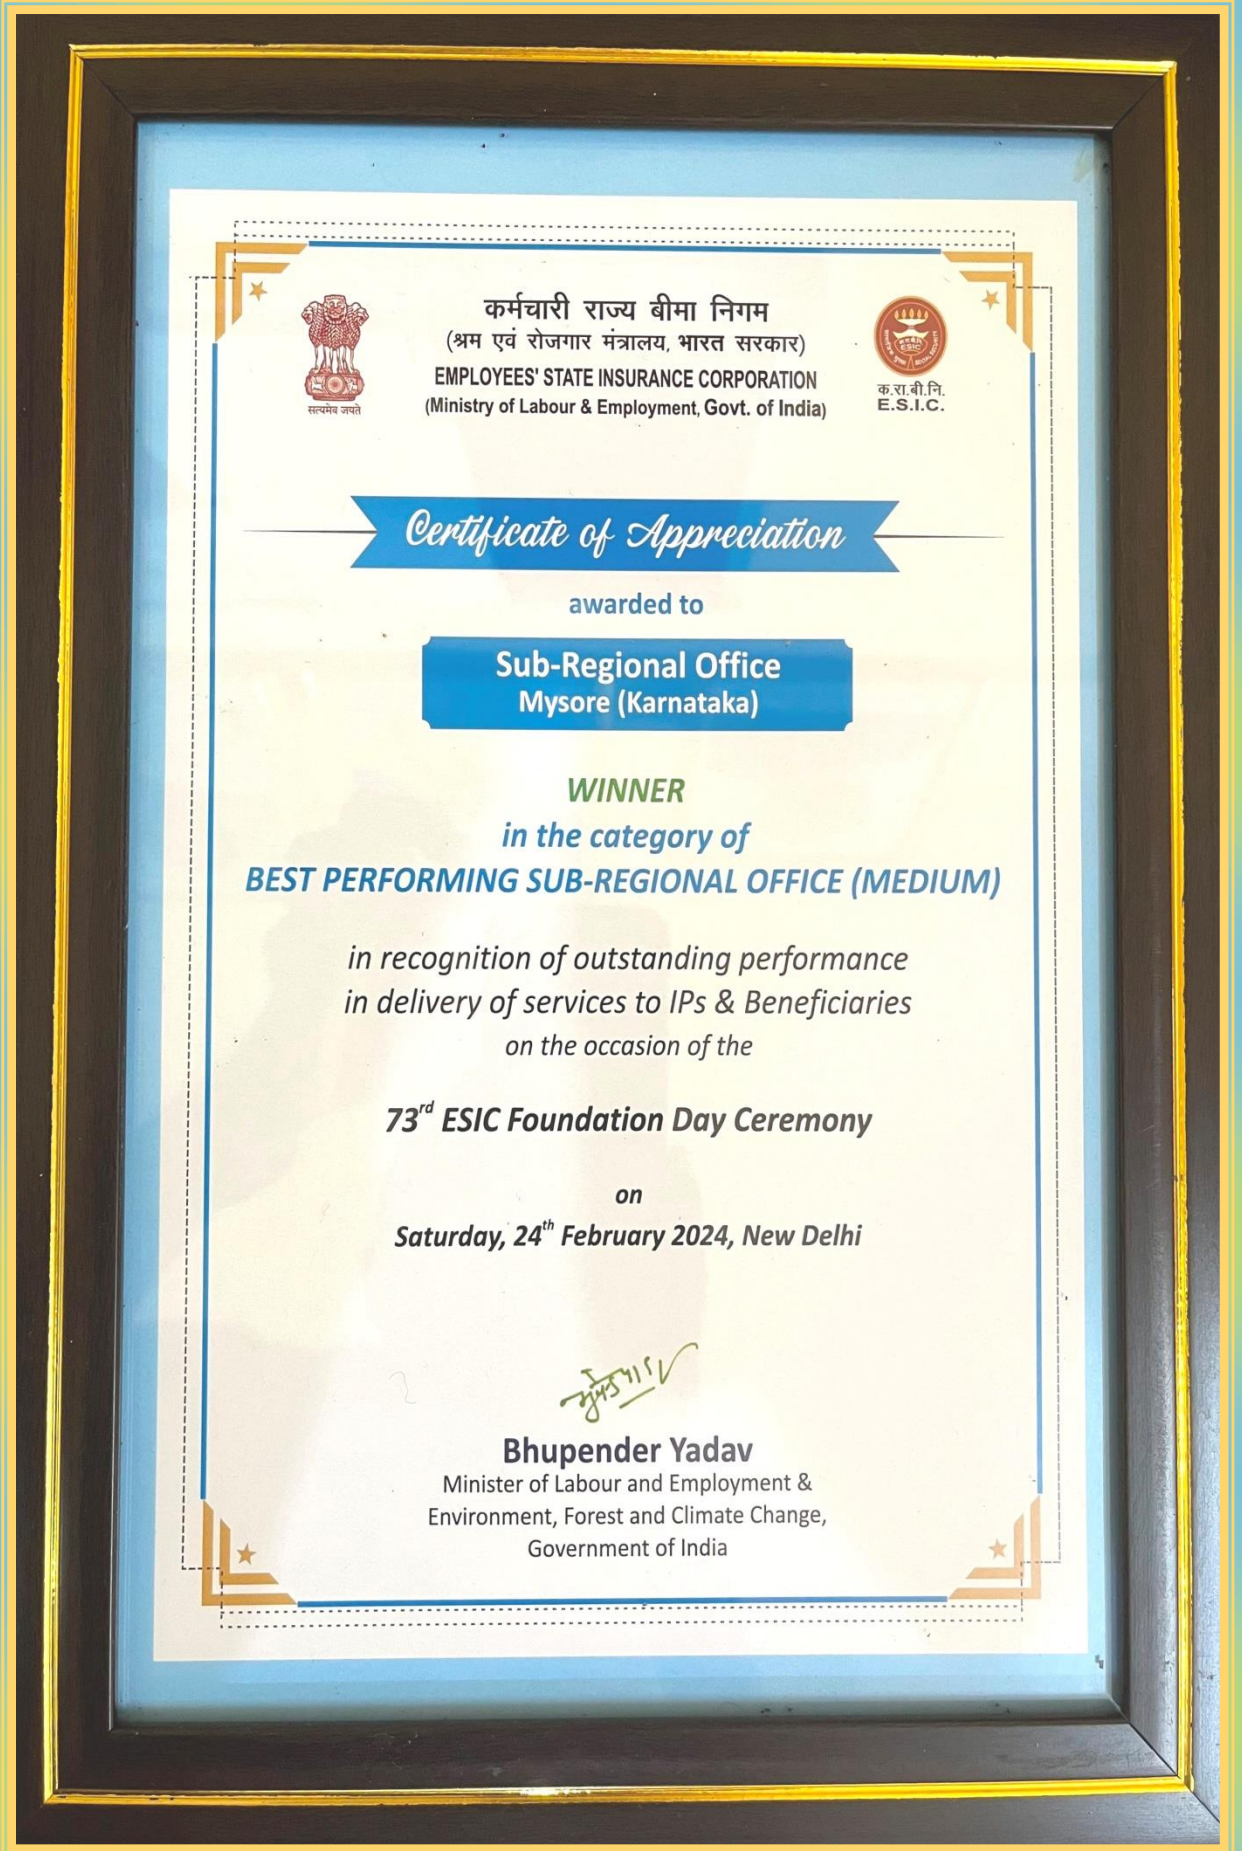 कर्मचारी राज्य बीमा निगम
(श्रम एवं रोजगार मंत्रालय, भारत सरकार)
EMPLOYEES' STATE INSURANCE CORPORATION
(Ministry of Labour & Employment, Govt. of India)
सत्यमेव जयते
ESIC
क.रा.बी.नि.
E.S.I.C.
Certificate of Appreciation
awarded to
Sub-Regional Office
Mysore (Karnataka)
WINNER
in the category of
BEST PERFORMING SUB-REGIONAL OFFICE (MEDIUM)
in recognition of outstanding performance
in delivery of services to IPs & Beneficiaries
on the occasion of the
73rd ESIC Foundation Day Ceremony
on
Saturday, 24th February 2024, New Delhi
Bhupender Yadav
Minister of Labour and Employment &
Environment, Forest and Climate Change,
Government of India